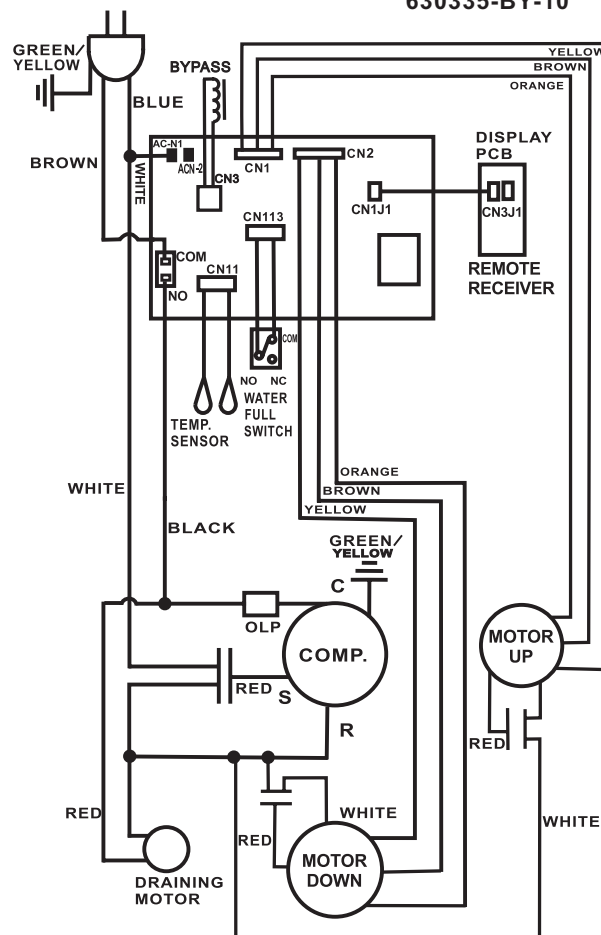 630335-BY-10
GREEN/
YELLOW
BLUE
BYPASS
YELLOW
BROWN
ORANGE
BROWN
WHITE
AC-N1
ACN-2
CN3
CN1
CN2
DISPLAY
PCB
CN1J1
CN3J1
REMOTE
RECEIVER
CN113
COM
NO
CN11
COM
NO NC
WATER
FULL
SWITCH
TEMP.
SENSOR
WHITE
BLACK
ORANGE
BROWN
YELLOW
GREEN/
YELLOW
C
OLP
COMP.
MOTOR
UP
RED
S
R
RED
WHITE
RED
RED
WHITE
MOTOR
DOWN
DRAINING
MOTOR